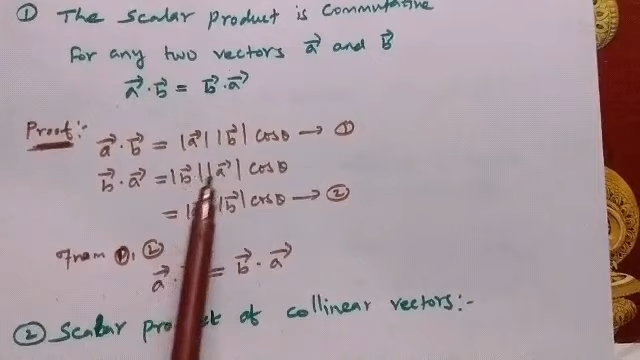 ① The scalar product is commutative
For any two vectors a⃗ and b⃗
a⃗ · b⃗ = b⃗ · a⃗
Proof:- a⃗ · b⃗ = |a⃗| |b⃗| cosθ → ①
b⃗ · a⃗ = |b⃗| |a⃗| cosθ
= |b⃗| cosθ → ②
From ①, ②
a⃗ · = b⃗ · a⃗
② Scalar product of collinear vectors:-